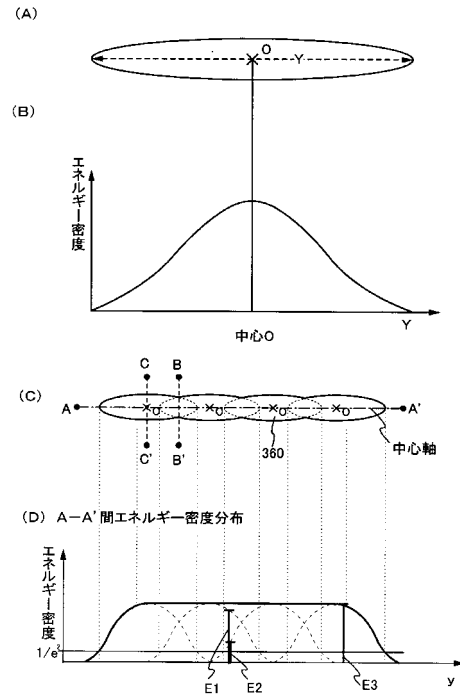 (A)
O
Y
(B)
エネルギー密度
中心O
Y
(C)
C
B
A
O
O
O
O
A'
C'
B'
360
中心軸
(D) A−A'間エネルギー密度分布
エネルギー密度
1/e²
E1
E2
E3
y